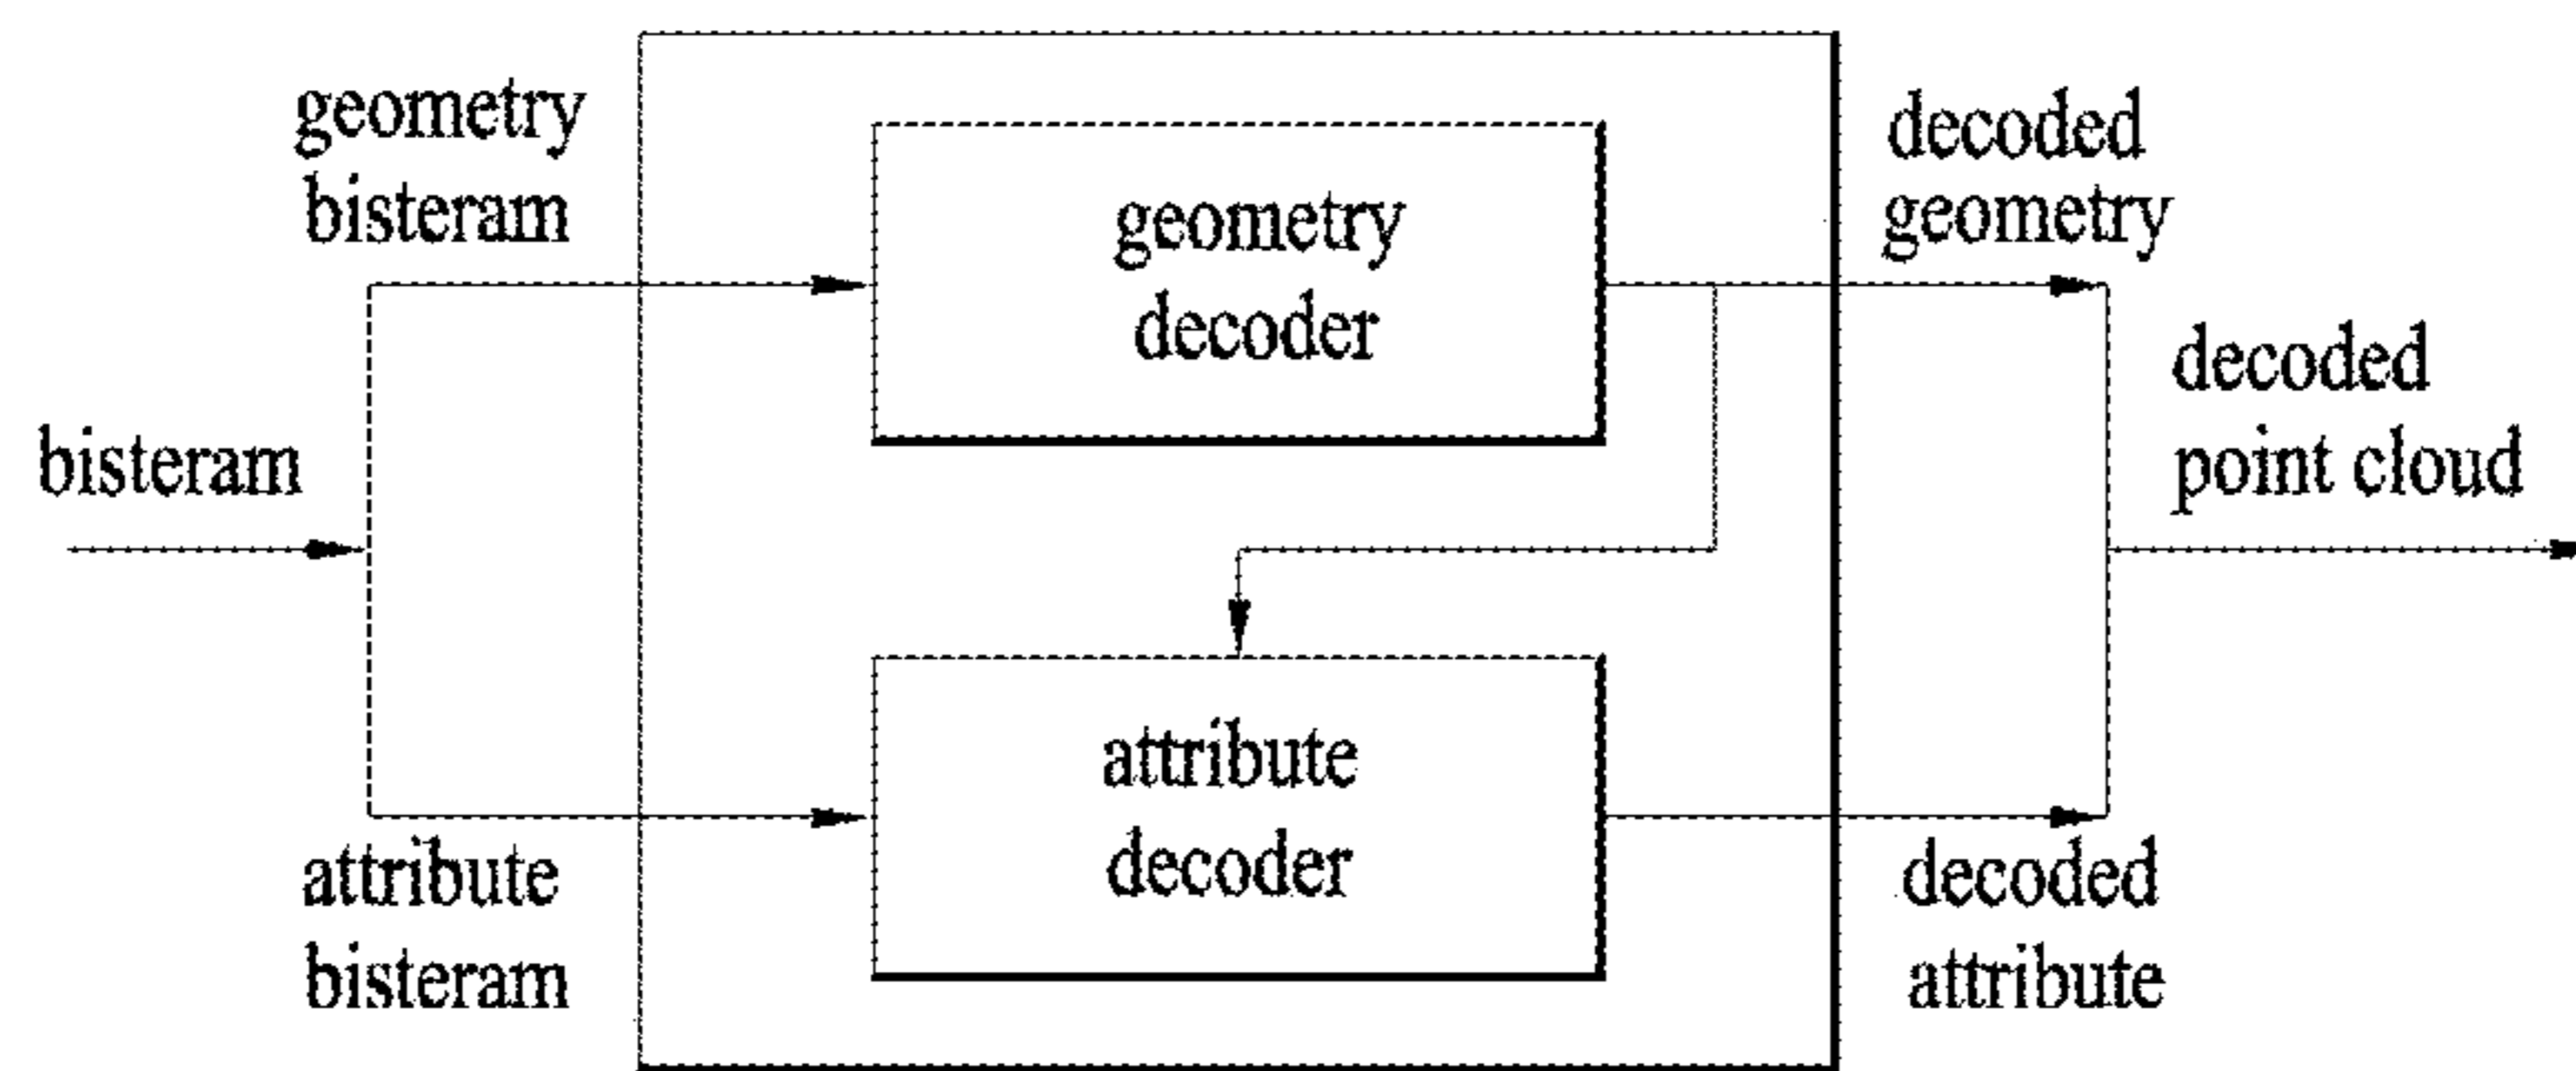 bisteram
geometry
bisteram
attribute
bisteram
geometry
decoder
attribute
decoder
decoded
geometry
decoded
attribute
decoded
point cloud